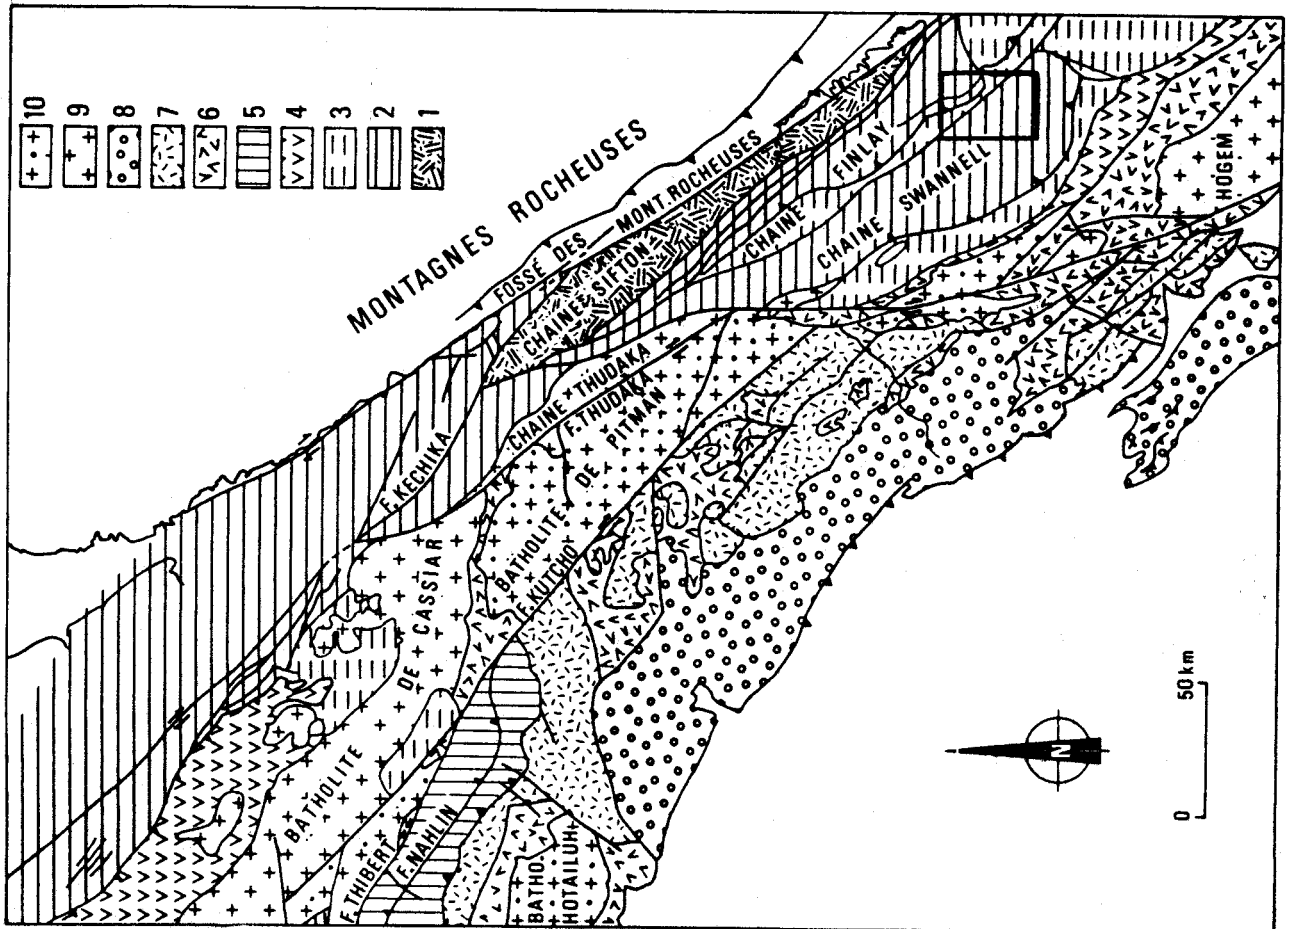 10
9
8
7
6
5
4
3
2
1
MONTAGNES ROCHEUSES
FOSSÉ DES MONT. ROCHEUSES
CHAINE SIFTON
CHAINE FINLAY
CHAINE SWANNELL
HOGEM
F. KECHIKA
CHAINE THUDAKA
F. THUDAKA
BATHOLITE DE PITMAN
F. KUTCHO
BATHOLITE DE CASSIAR
F. THIBERT
F. NAHLIN
BATHO.
HOTAILUH
N
0 50 km